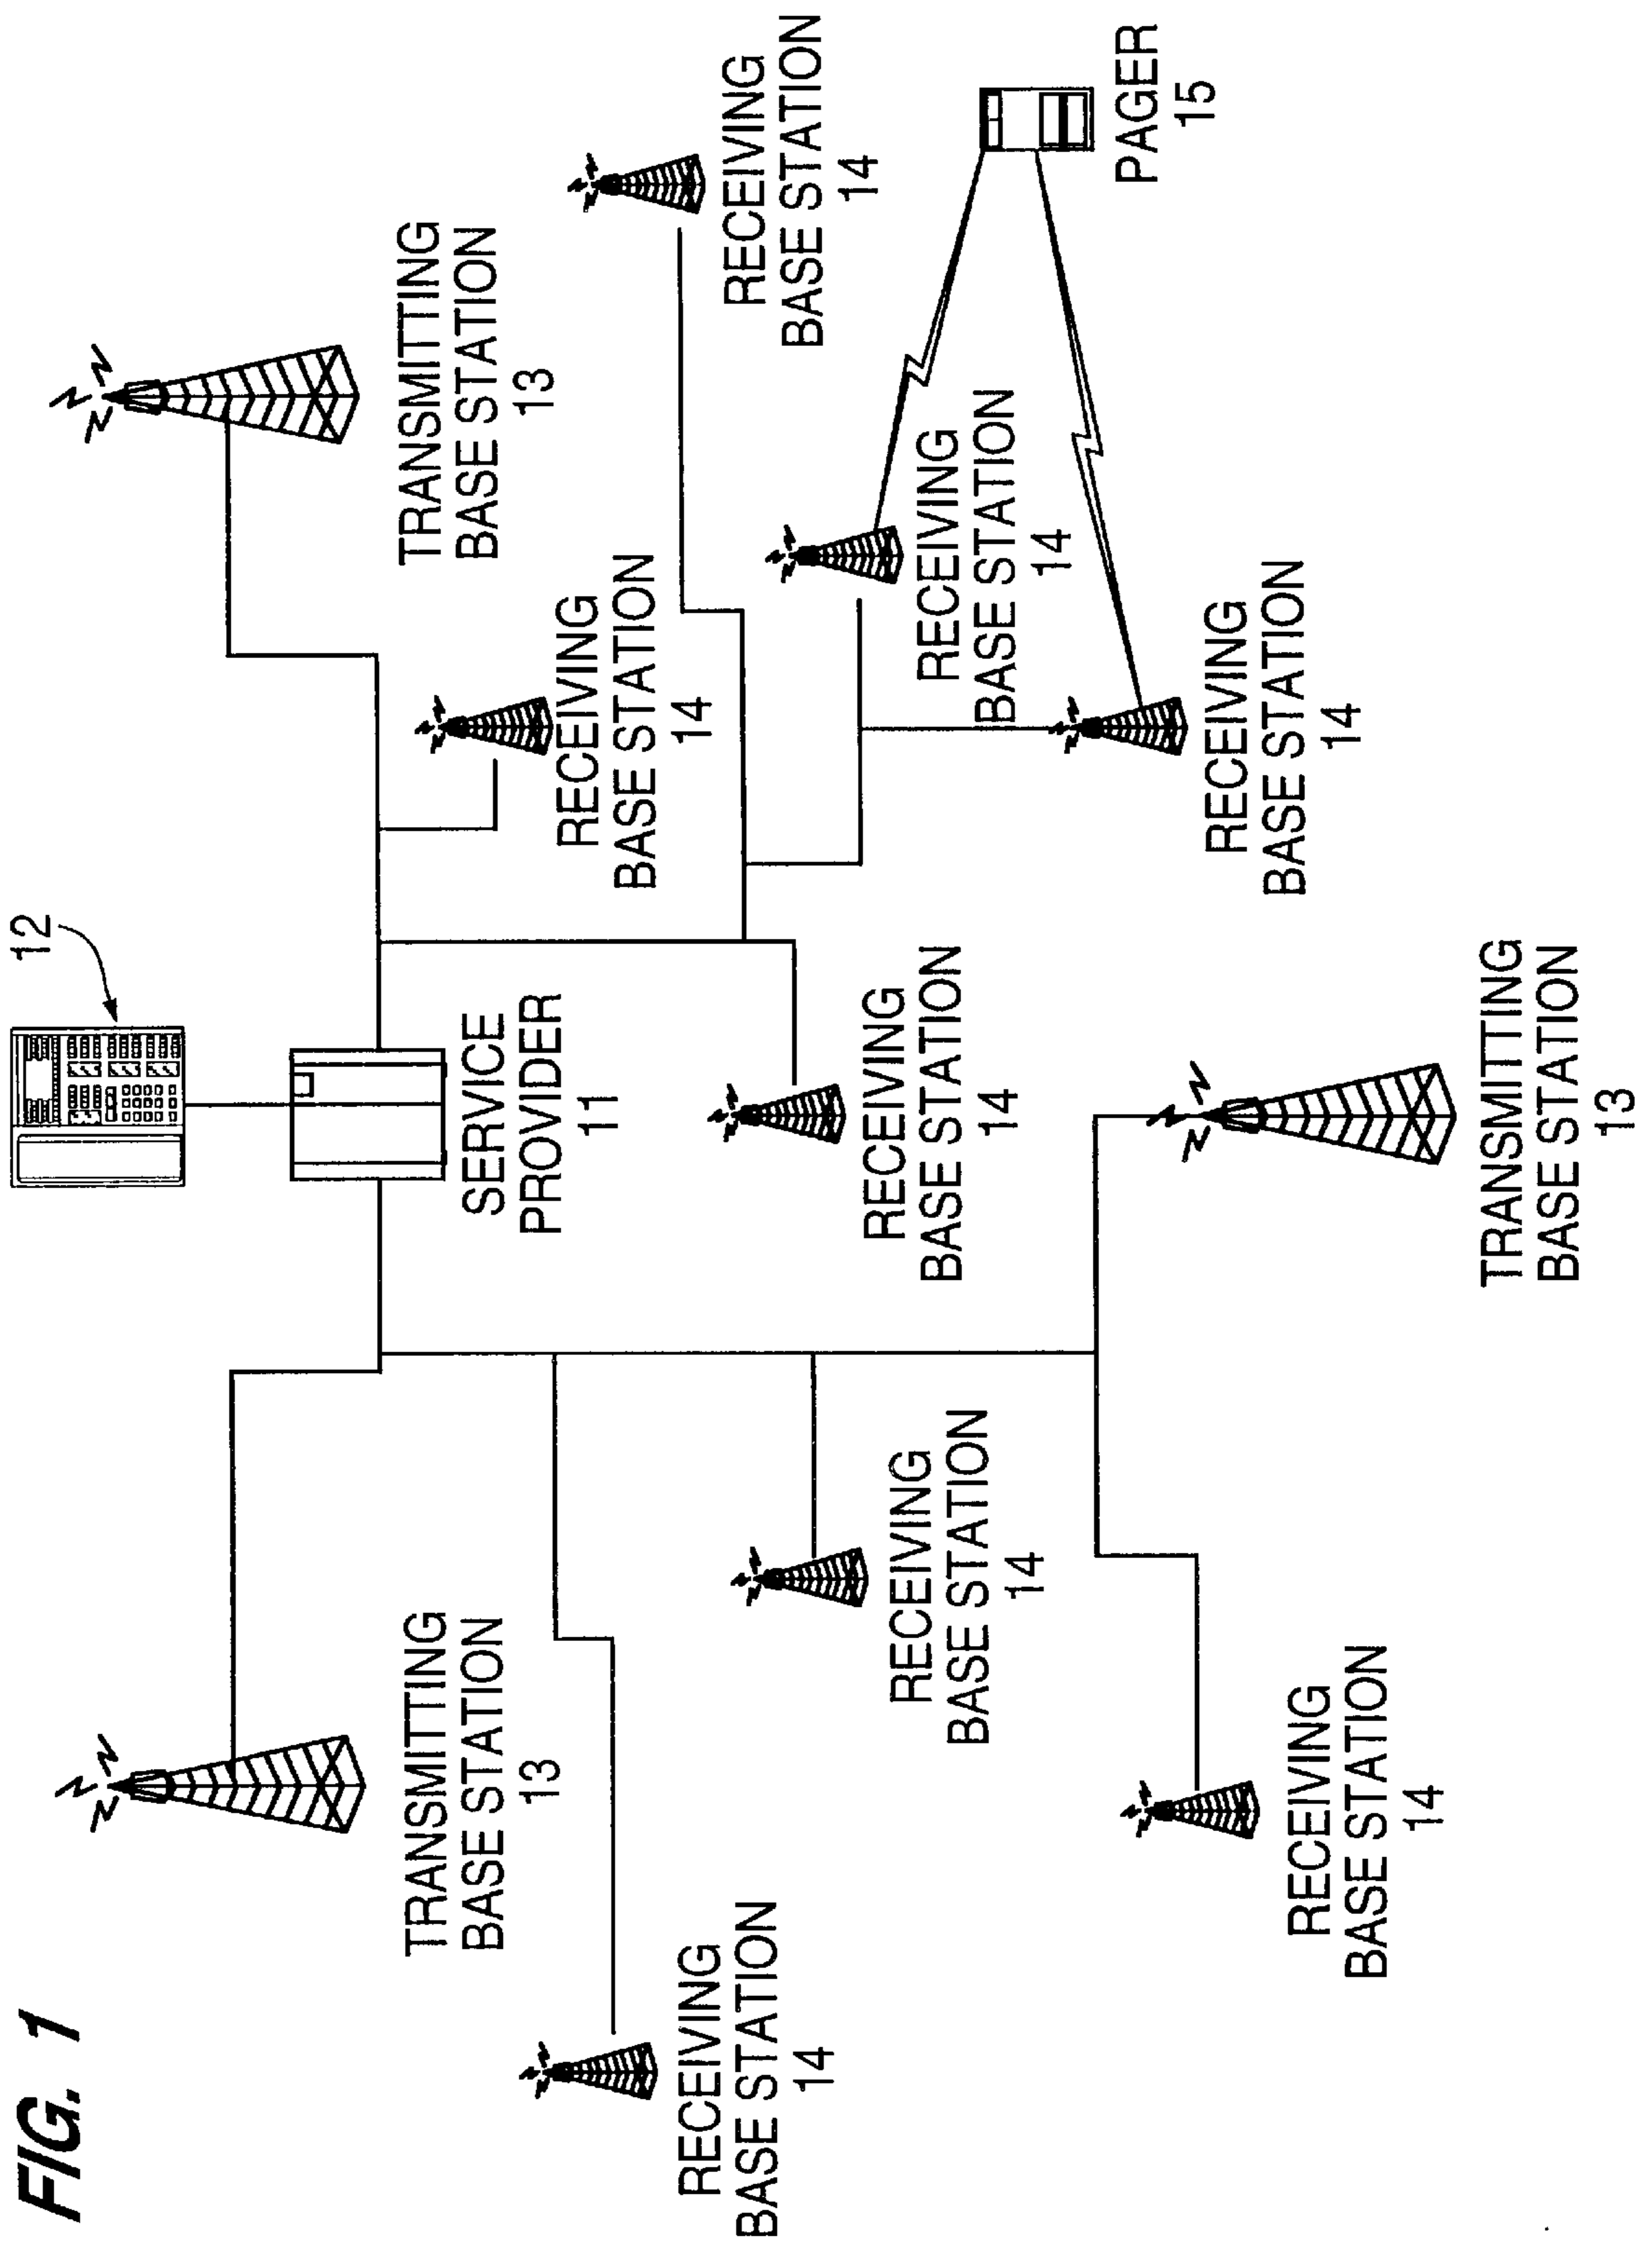 FIG. 1
12
TRANSMITTING
BASE STATION
13
SERVICE
PROVIDER
11
TRANSMITTING
BASE STATION
13
RECEIVING
BASE STATION
14
RECEIVING
BASE STATION
14
RECEIVING
BASE STATION
14
RECEIVING
BASE STATION
14
RECEIVING
BASE STATION
14
RECEIVING
BASE STATION
14
PAGER
15
RECEIVING
BASE STATION
14
RECEIVING
BASE STATION
14
TRANSMITTING
BASE STATION
13